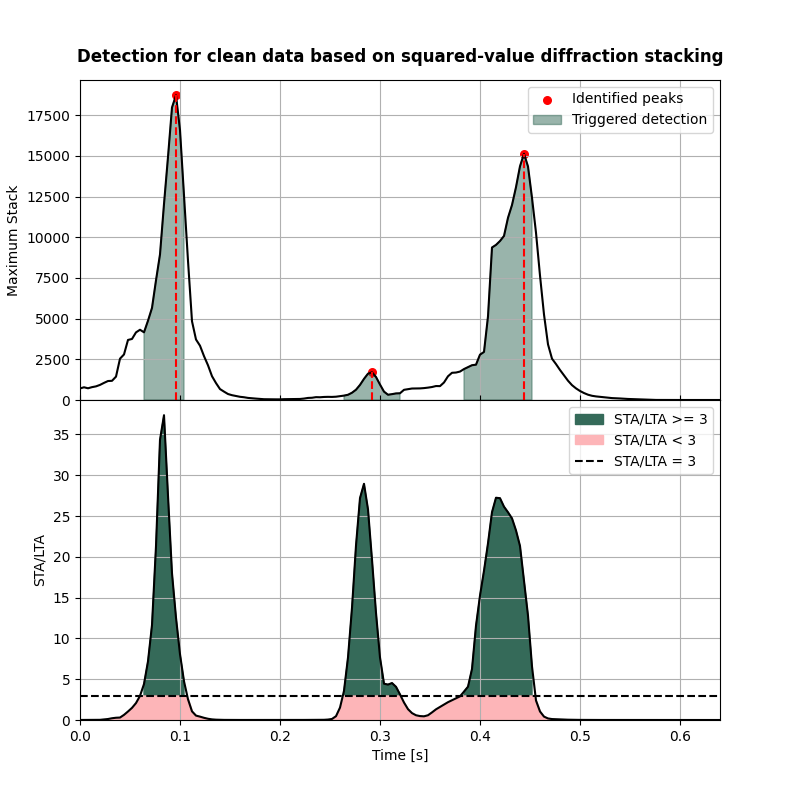 Detection for clean data based on squared-value diffraction stacking
Maximum Stack
17500
15000
12500
10000
7500
5000
2500
0
Identified peaks
Triggered detection
STA/LTA
35
30
25
20
15
10
5
0
STA/LTA >= 3
STA/LTA < 3
STA/LTA = 3
0.0 0.1 0.2 0.3 0.4 0.5 0.6
Time [s]